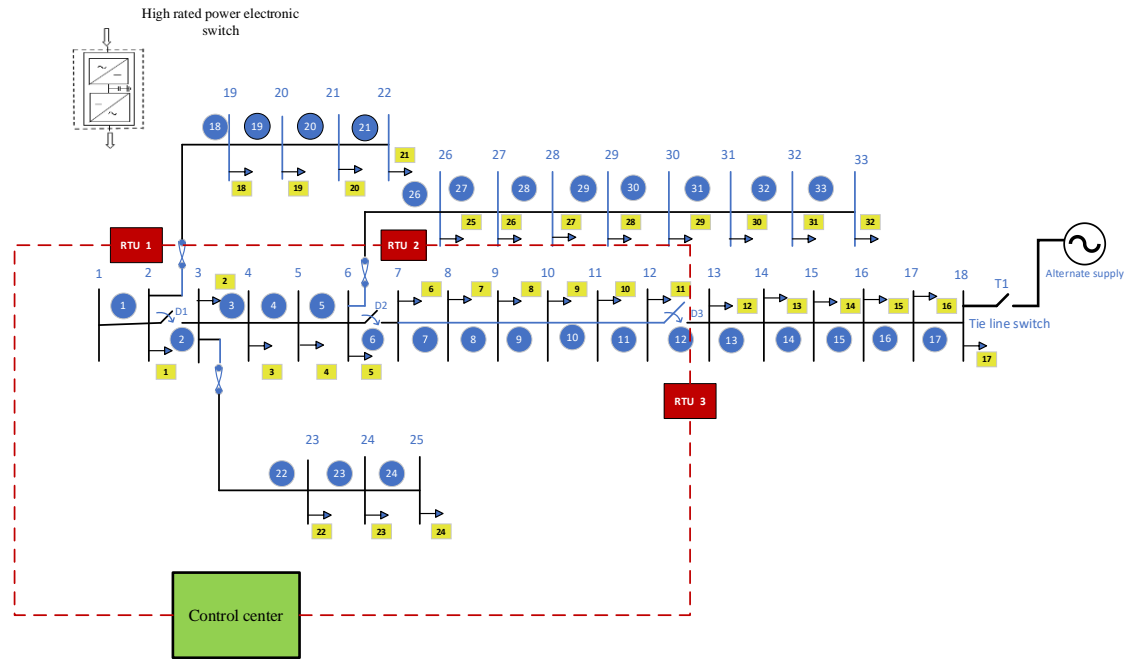 High rated power electronic
switch
19 20 21 22
18 19 20 21
21
18 19 20
26 27 28 29 30 31 32 33
26 27 28 29 30 31 32 33
25 26 27 28 29 30 31 32
RTU 1
RTU 2
Alternate supply
1 2 3 4 5 6 7 8 9 10 11 12 13 14 15 16 17 18
T1
2
6 7 8 9 10 11 12 13 14 15 16
1 3 4 5
D1 D2 D3
Tie line switch
2 6 7 8 9 10 11 12 13 14 15 16 17
1 3 4 5 17
RTU 3
23 24 25
22 23 24
22 23 24
Control center